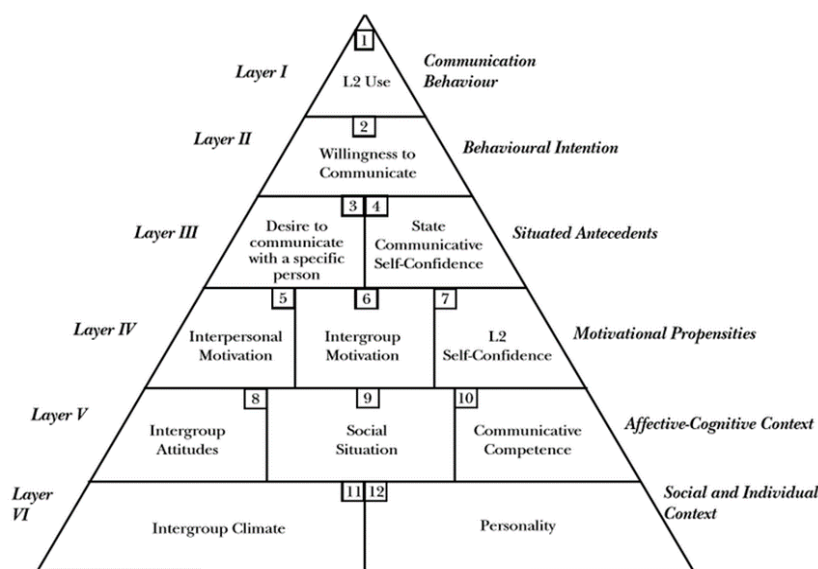 1
Layer I
L2 Use
Communication
Behaviour
2
Layer II
Willingness to
Communicate
Behavioural Intention
3 4
Layer III
Desire to
communicate
with a specific
person
State
Communicative
Self-Confidence
Situated Antecedents
5 6 7
Layer IV
Interpersonal
Motivation
Intergroup
Motivation
L2
Self-Confidence
Motivational Propensities
8 9 10
Layer V
Intergroup
Attitudes
Social
Situation
Communicative
Competence
Affective-Cognitive Context
11 12
Layer
VI
Intergroup Climate
Personality
Social and Individual
Context